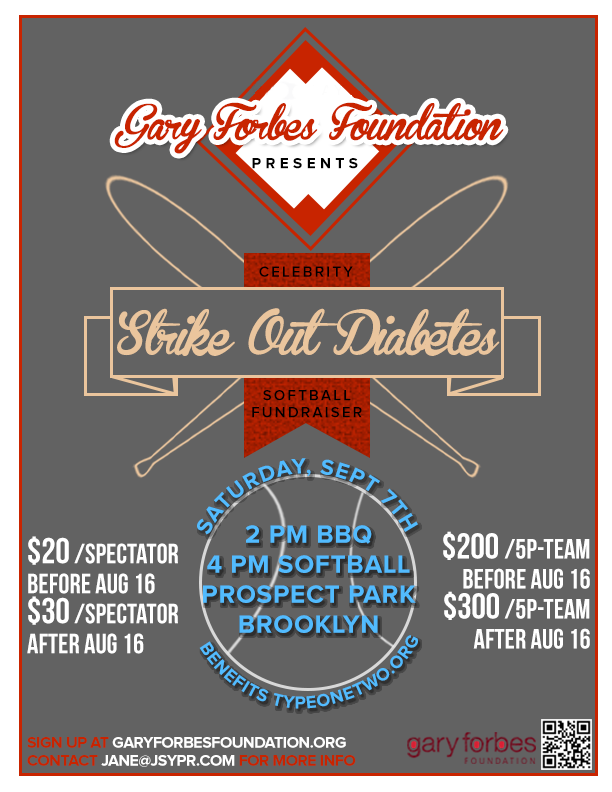 Gary Forbes Foundation
PRESENTS
CELEBRITY
Strike Out Diabetes
SOFTBALL
FUNDRAISER
SATURDAY, SEPT 7TH
2 PM BBQ
4 PM SOFTBALL
PROSPECT PARK
BROOKLYN
BENEFITS TYPEONETWO.ORG
$20 /SPECTATOR
BEFORE AUG 16
$30 /SPECTATOR
AFTER AUG 16
$200 /5P-TEAM
BEFORE AUG 16
$300 /5P-TEAM
AFTER AUG 16
SIGN UP AT GARYFORBESFOUNDATION.ORG
CONTACT JANE@JSYPR.COM FOR MORE INFO
gary forbes
FOUNDATION